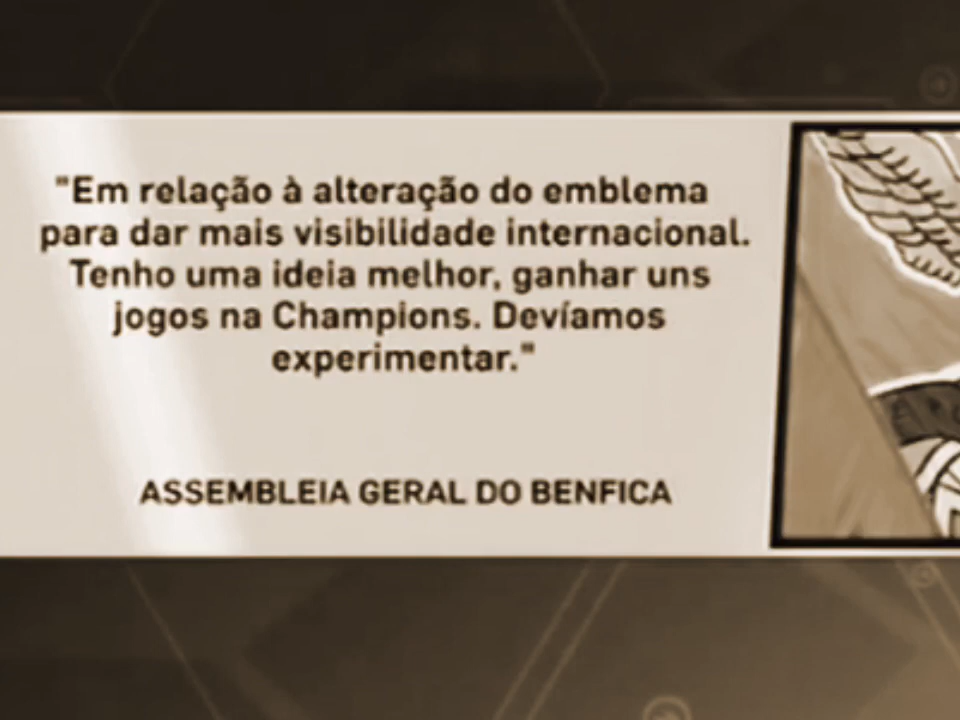 "Em relação à alteração do emblema
para dar mais visibilidade internacional.
Tenho uma ideia melhor, ganhar uns
jogos na Champions. Devíamos
experimentar."
ASSEMBLEIA GERAL DO BENFICA